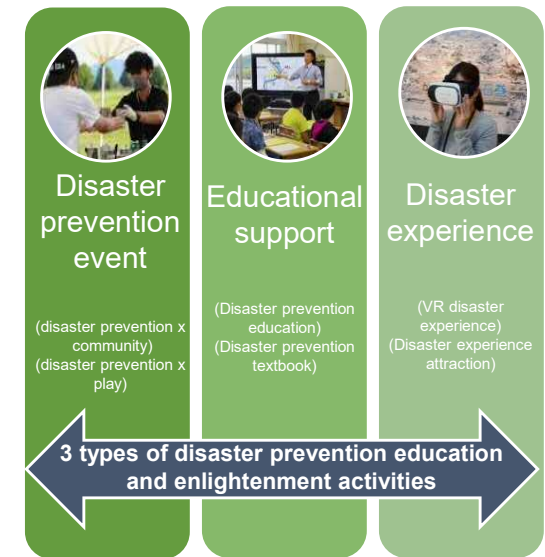 Disaster
prevention
event
(disaster prevention x
community)
(disaster prevention x
play)
Educational
support
(Disaster prevention
education)
(Disaster prevention
textbook)
Disaster
experience
(VR disaster
experience)
(Disaster experience
attraction)
3 types of disaster prevention education
and enlightenment activities